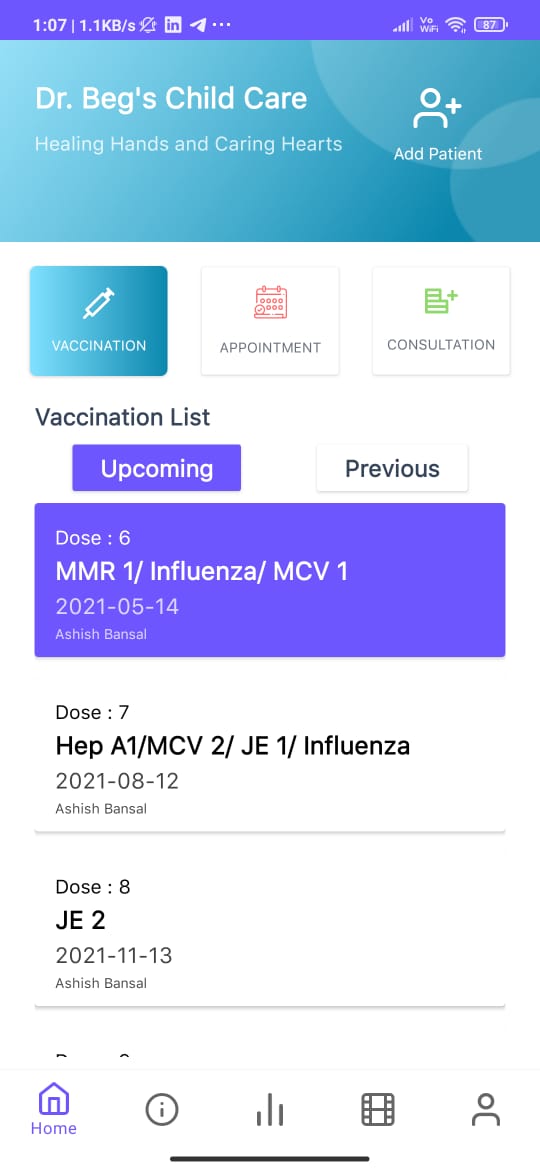 1:07 | 1.1KB/s
Vo
WiFi
87
Dr. Beg's Child Care
Healing Hands and Caring Hearts
Add Patient
VACCINATION
APPOINTMENT
CONSULTATION
Vaccination List
Upcoming
Previous
Dose : 6
MMR 1/ Influenza/ MCV 1
2021-05-14
Ashish Bansal
Dose : 7
Hep A1/MCV 2/ JE 1/ Influenza
2021-08-12
Ashish Bansal
Dose : 8
JE 2
2021-11-13
Ashish Bansal
Home